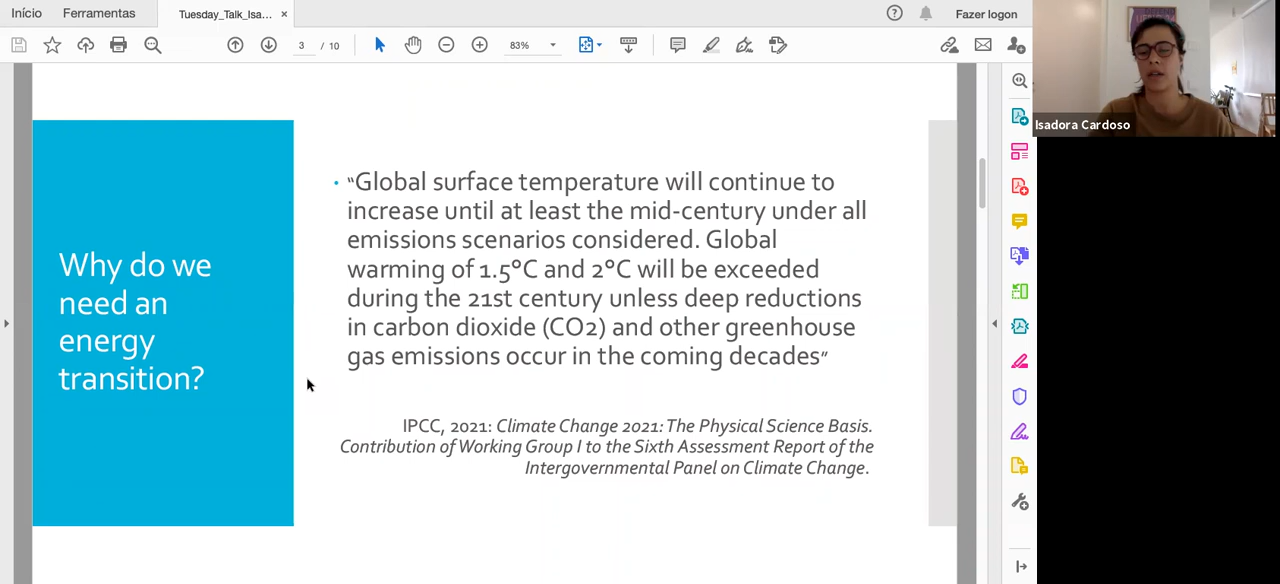 Início
Ferramentas
Tuesday_Talk_Isa...
Fazer logon
3 / 10
83%
Isadora Cardoso
Why do we
need an
energy
transition?
• “Global surface temperature will continue to
increase until at least the mid-century under all
emissions scenarios considered. Global
warming of 1.5°C and 2°C will be exceeded
during the 21st century unless deep reductions
in carbon dioxide (CO2) and other greenhouse
gas emissions occur in the coming decades”
IPCC, 2021: Climate Change 2021: The Physical Science Basis.
Contribution of Working Group I to the Sixth Assessment Report of the
Intergovernmental Panel on Climate Change.